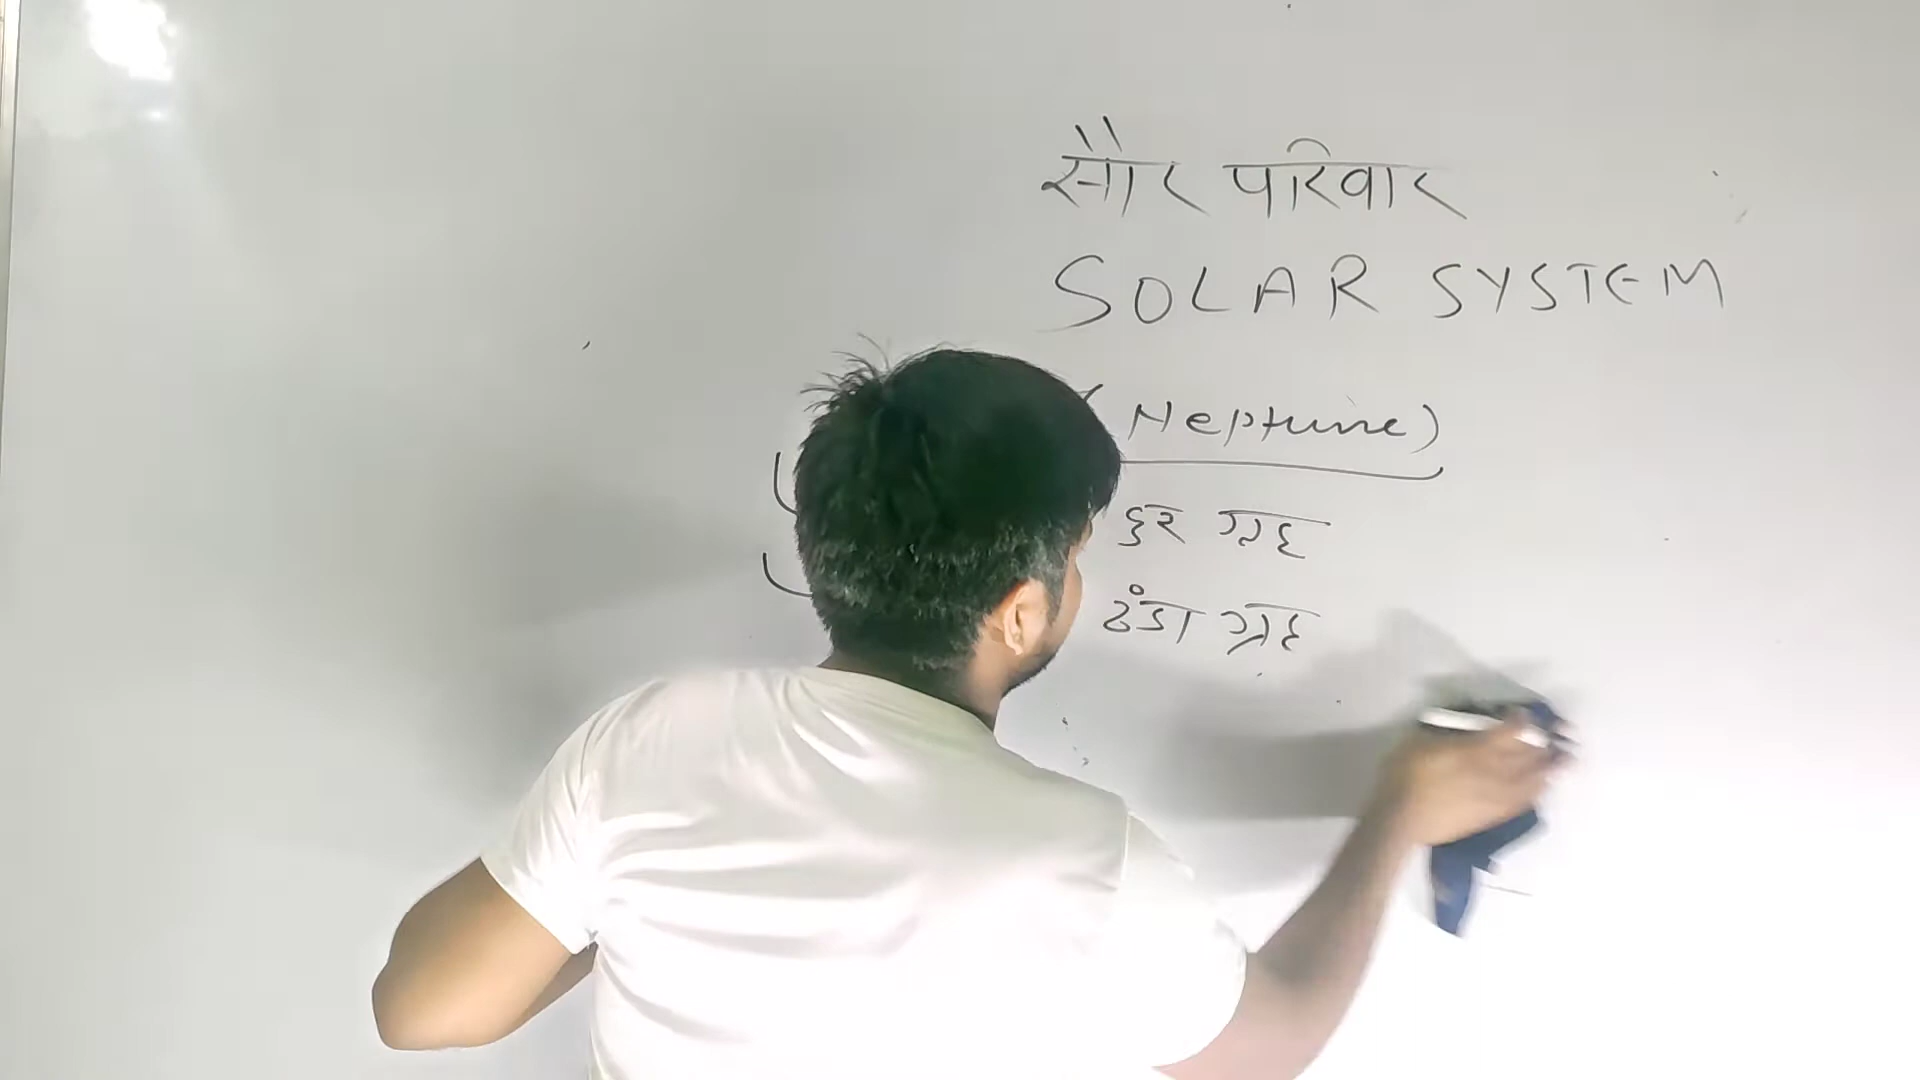 सौर परिवार
SOLAR SYSTEM
(Neptune)
दुर ग्रह
ठंडा ग्रह